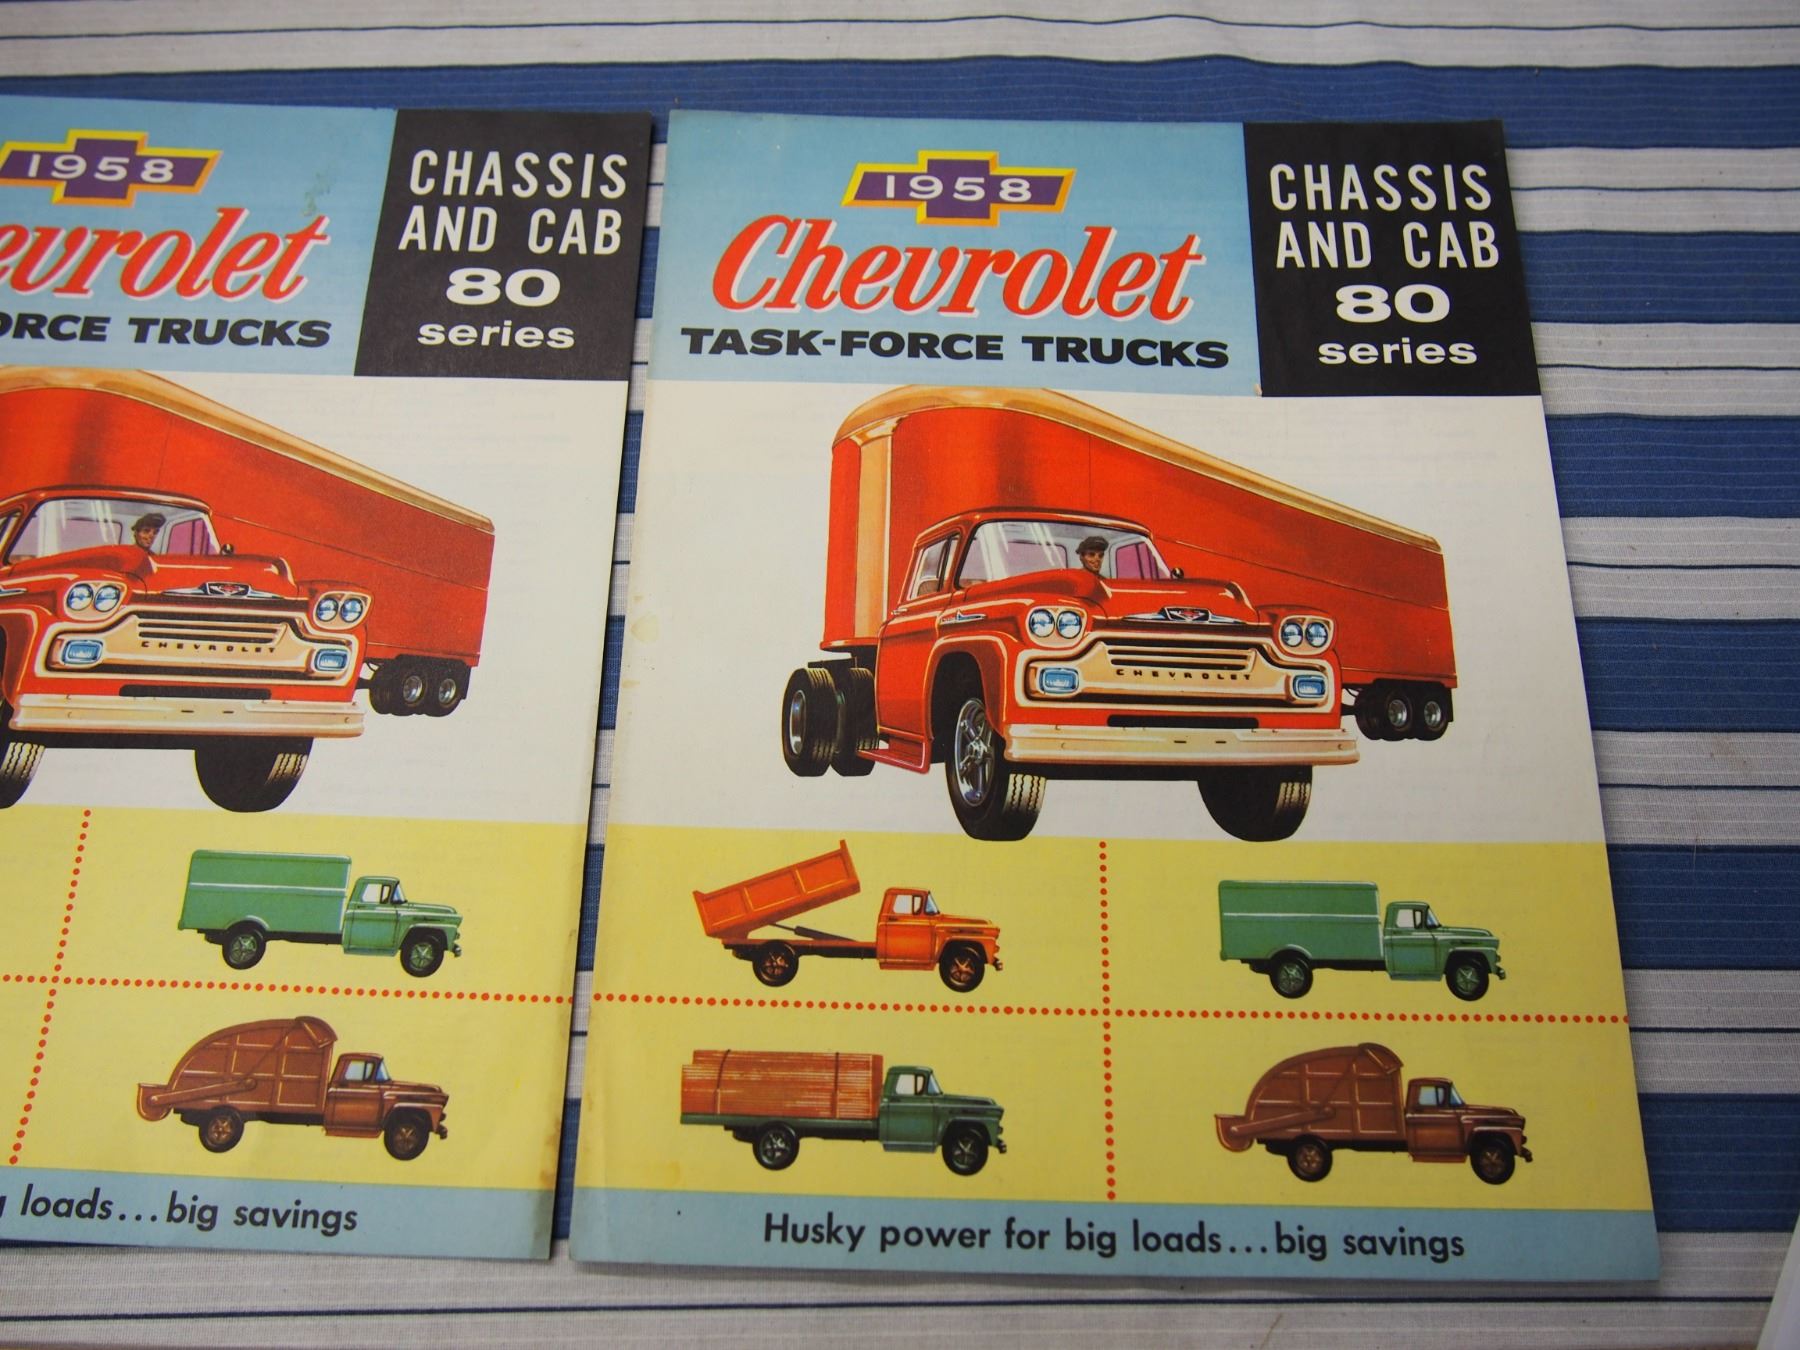 1958
evrolet
ORCE TRUCKS
CHASSIS
AND CAB
80
series
CHEVROLET
loads...big savings
1958
Chevrolet
TASK-FORCE TRUCKS
CHASSIS
AND CAB
80
series
CHEVROLET
Husky power for big loads...big savings